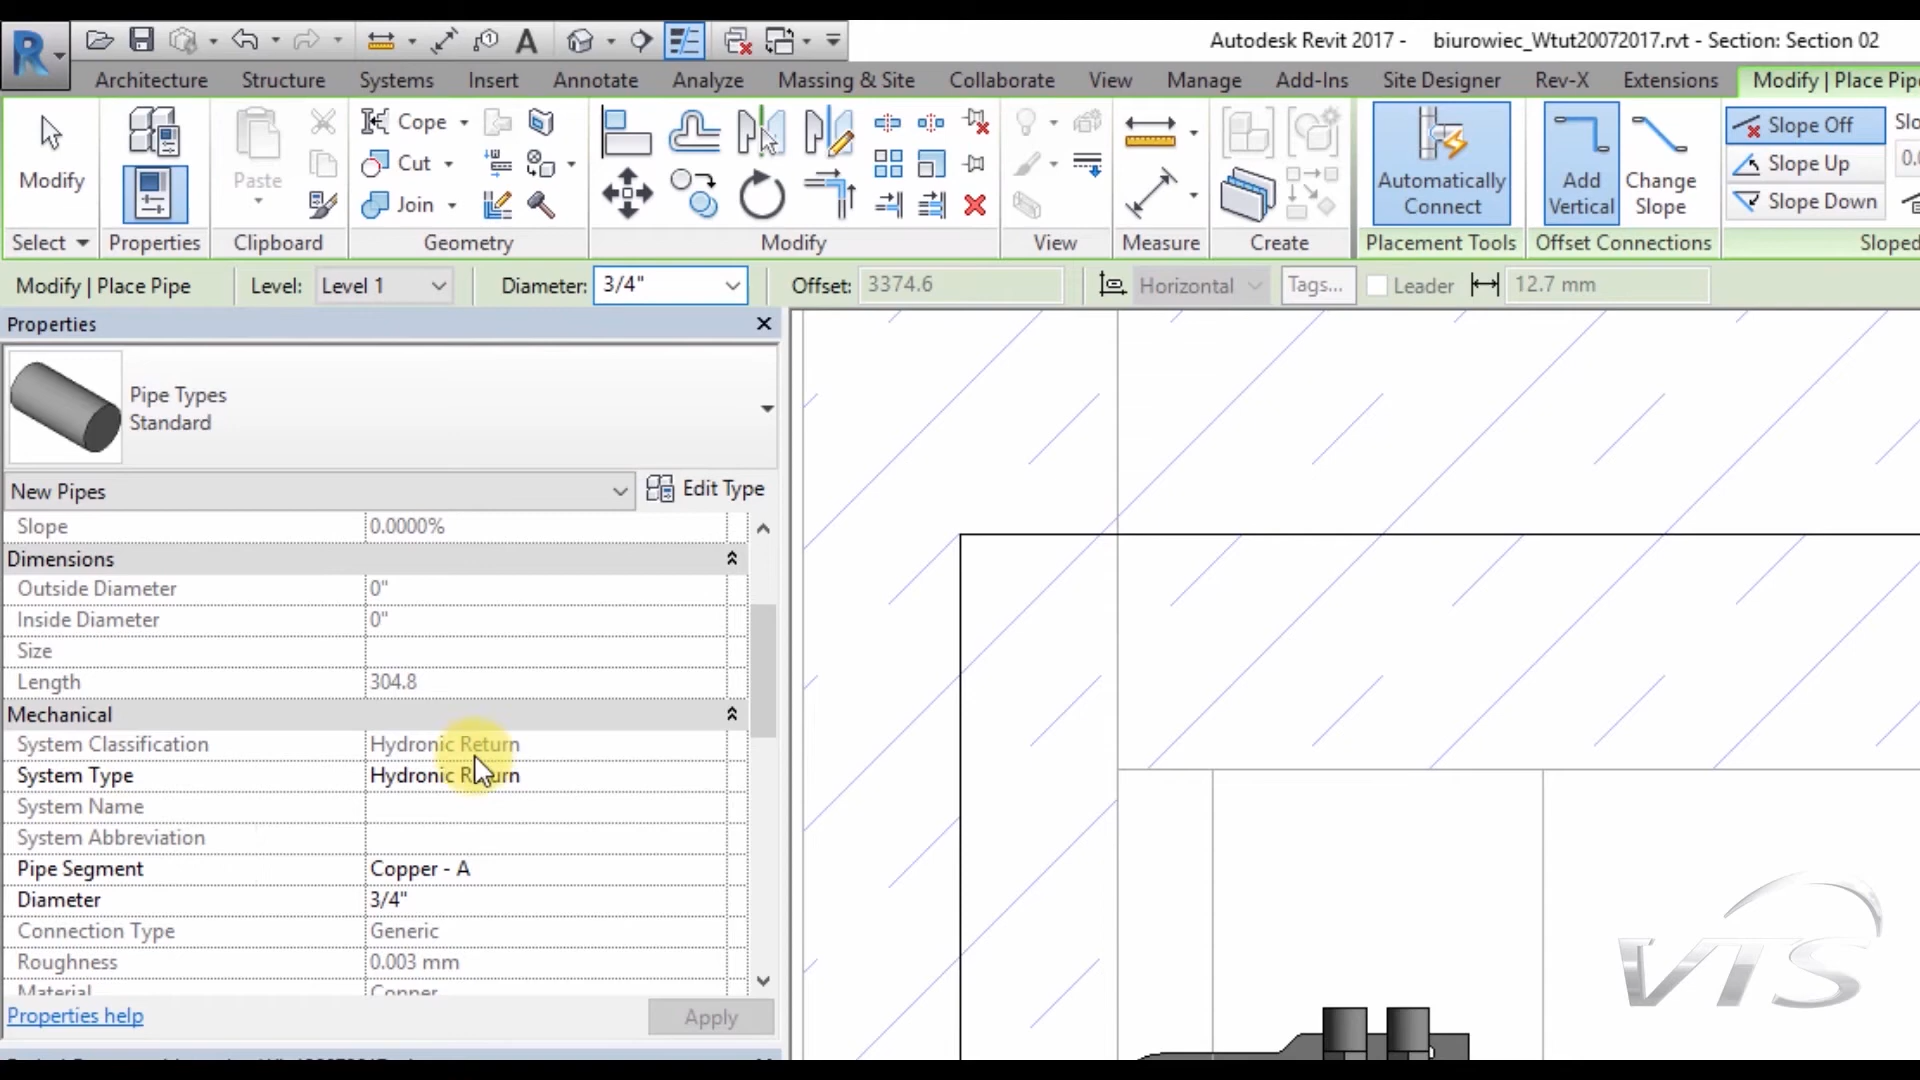 Autodesk Revit 2017 - biurowiec_Wtut20072017.rvt - Section: Section 02
Architecture Structure Systems Insert Annotate Analyze Massing & Site Collaborate View Manage Add-Ins Site Designer Rev-X Extensions Modify | Place Pipe
Modify
Paste
Cope
Cut
Join
Automatically Connect
Add Vertical
Change Slope
Slope Off
Slope Up
Slope Down
Select Properties Clipboard Geometry Modify View Measure Create Placement Tools Offset Connections
Modify | Place Pipe Level: Level 1 Diameter: 3/4" Offset: 3374.6 Horizontal Tags... Leader 12.7 mm
Properties
Pipe Types
Standard
New Pipes Edit Type
Slope 0.0000%
Dimensions
Outside Diameter 0"
Inside Diameter 0"
Size
Length 304.8
Mechanical
System Classification Hydronic Return
System Type Hydronic Return
System Name
System Abbreviation
Pipe Segment Copper - A
Diameter 3/4"
Connection Type Generic
Roughness 0.003 mm
Material Copper
Properties help Apply
VTS